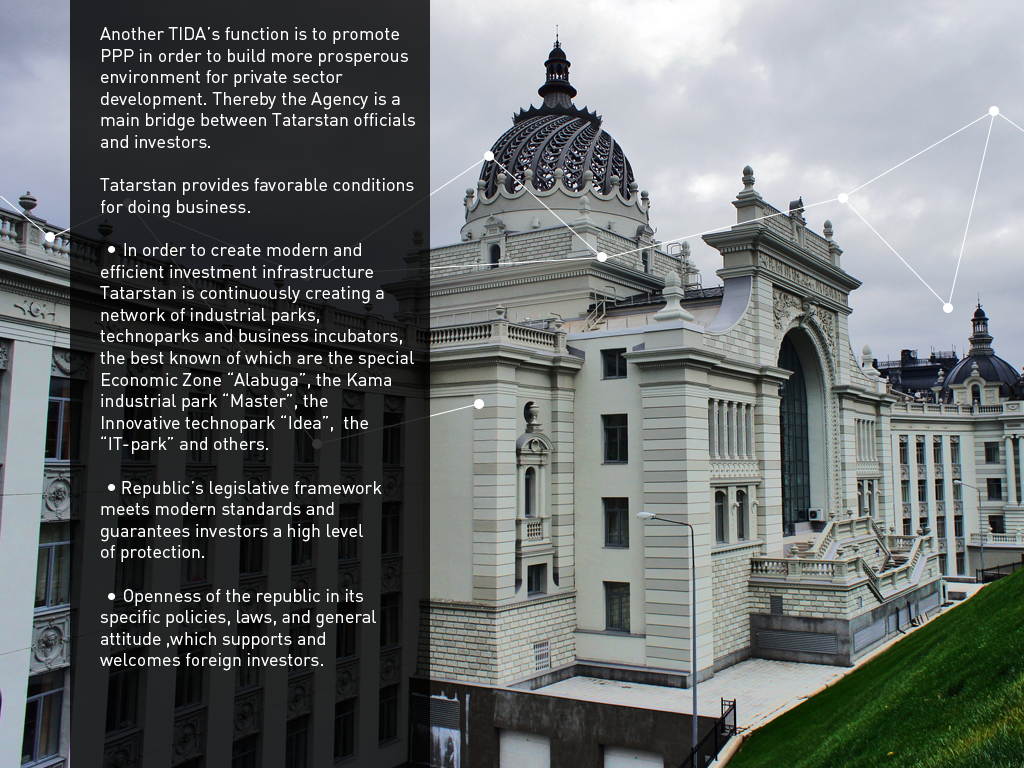 Another TIDA's function is to promote
PPP in order to build more prosperous
environment for private sector
development. Thereby the Agency is a
main bridge between Tatarstan officials
and investors.
Tatarstan provides favorable conditions
for doing business.
• In order to create modern and
efficient investment infrastructure
Tatarstan is continuously creating a
network of industrial parks,
technoparks and business incubators,
the best known of which are the special
Economic Zone “Alabuga”, the Kama
industrial park “Master”, the
Innovative technopark “Idea”,  the
“IT-park” and others.
• Republic's legislative framework
meets modern standards and
guarantees investors a high level
of protection.
• Openness of the republic in its
specific policies, laws, and general
attitude ,which supports and
welcomes foreign investors.